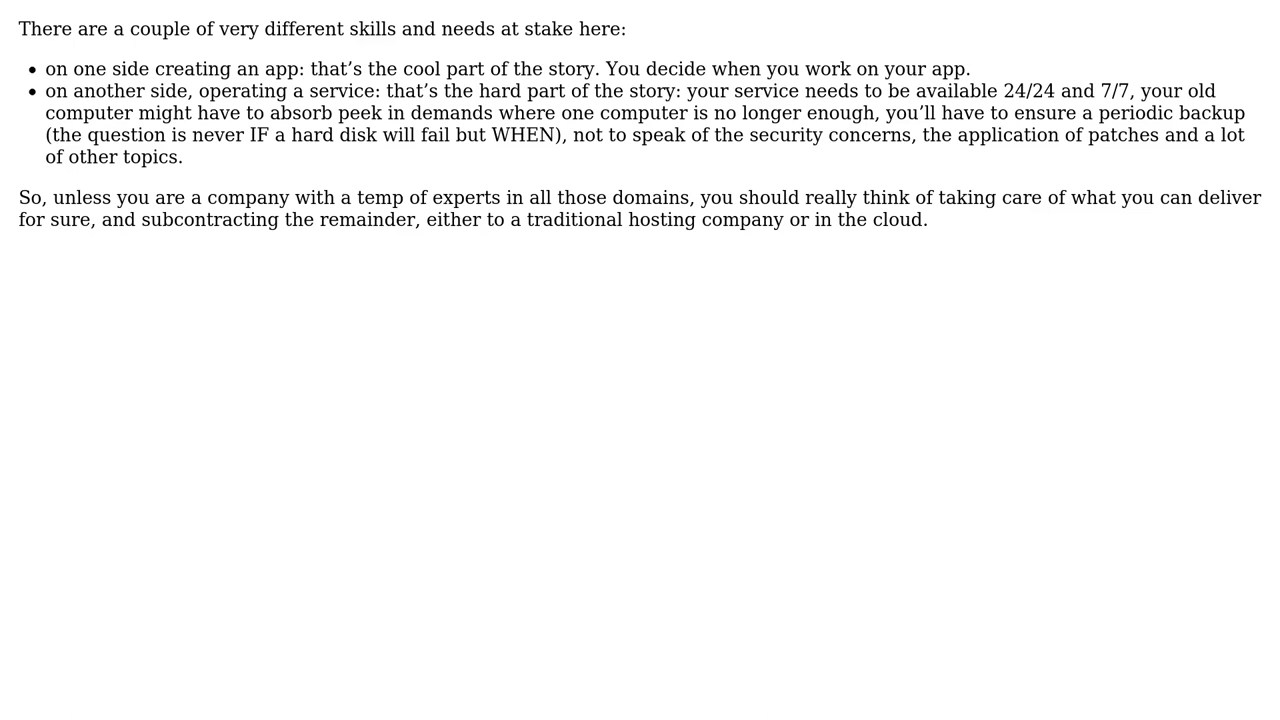 There are a couple of very different skills and needs at stake here:
• on one side creating an app: that’s the cool part of the story. You decide when you work on your app.
• on another side, operating a service: that’s the hard part of the story: your service needs to be available 24/24 and 7/7, your old
computer might have to absorb peek in demands where one computer is no longer enough, you’ll have to ensure a periodic backup
(the question is never IF a hard disk will fail but WHEN), not to speak of the security concerns, the application of patches and a lot
of other topics.
So, unless you are a company with a temp of experts in all those domains, you should really think of taking care of what you can deliver
for sure, and subcontracting the remainder, either to a traditional hosting company or in the cloud.